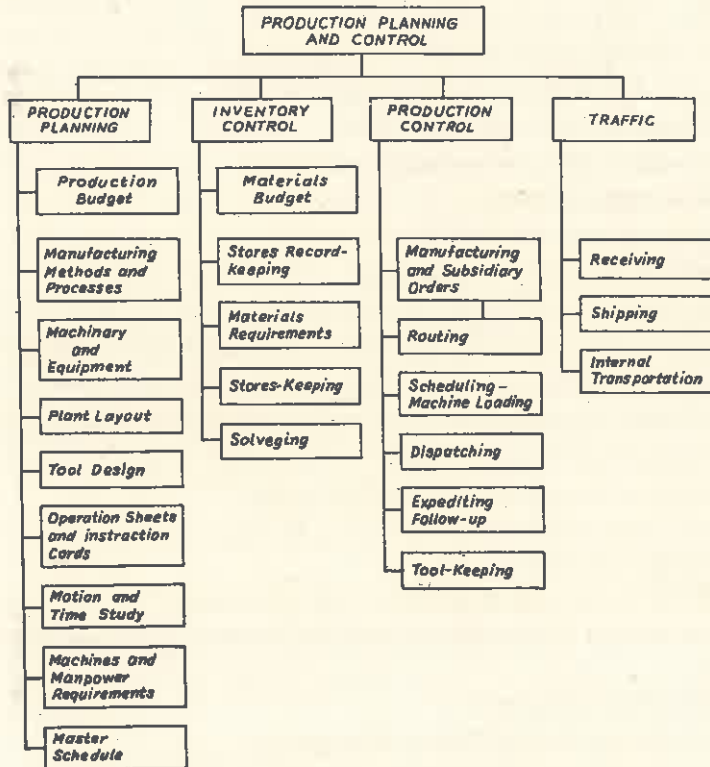 PRODUCTION PLANNING
AND CONTROL
PRODUCTION
PLANNING
Production
Budget
Manufacturing
Methods and
Processes
Machinary
and
Equipment
Plant Layout
Tool Design
Operation Sheets
and instraction
Cards
Motion and
Time Study
Machines and
Manpower
Requirements
Master
Schedule
INVENTORY
CONTROL
Materials
Budget
Stores Record-
keeping
Materials
Requirements
Stores-Keeping
Solveging
PRODUCTION
CONTROL
Manufacturing
and Subsidiary
Orders
Routing
Scheduling-
Machine Loading
Dispatching
Expediting
Follow-up
Tool-Keeping
TRAFFIC
Receiving
Shipping
Internal
Transportation